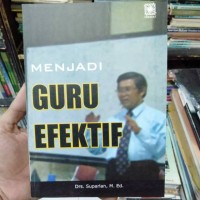 MENJADI
GURU
EFEKTIF
Drs. Suparlan, M. Ed.